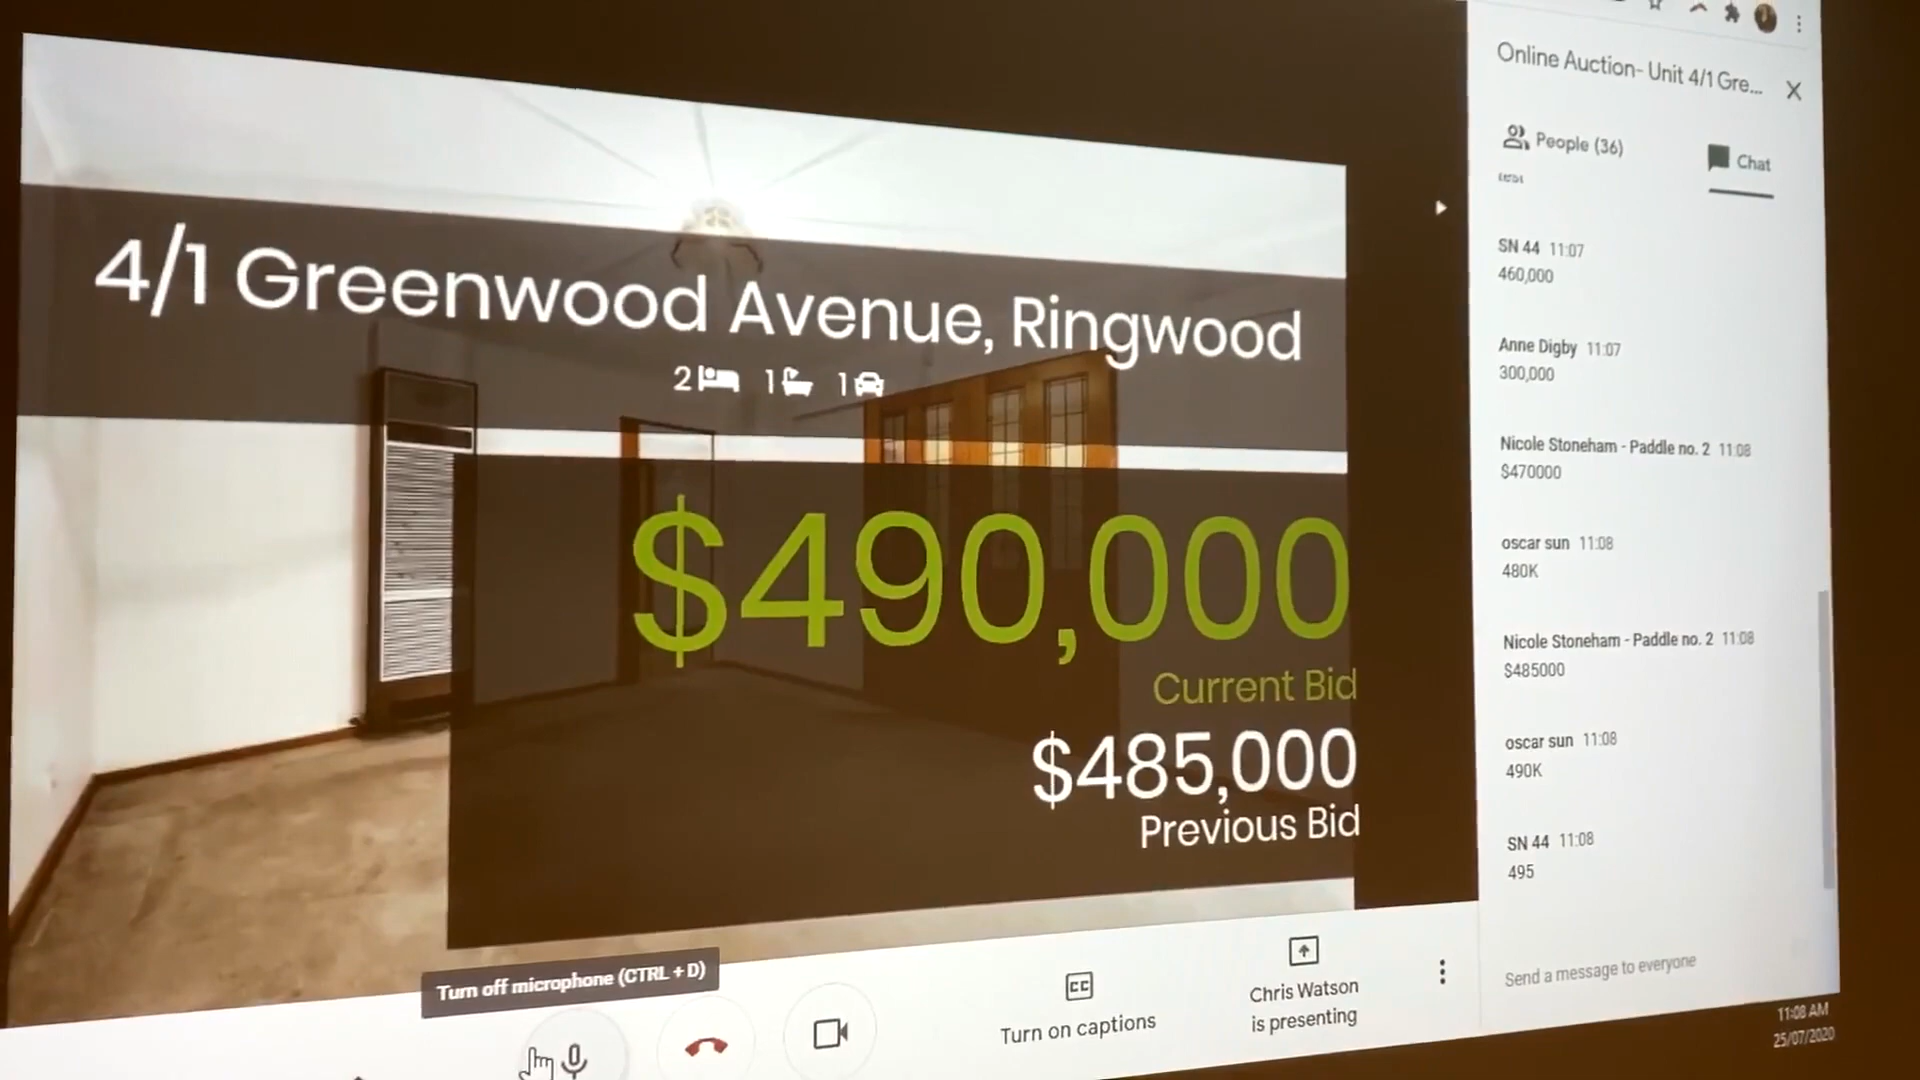 4/1 Greenwood Avenue, Ringwood
2 1 1
$490,000
Current Bid
$485,000
Previous Bid
Turn off microphone (CTRL + D)
Turn on captions
Chris Watson
is presenting
Online Auction- Unit 4/1 Gre...
People (36)
Chat
SN 44 11:07
460,000
Anne Digby 11:07
300,000
Nicole Stoneham - Paddle no. 2 11:08
$470000
oscar sun 11:08
480K
Nicole Stoneham - Paddle no. 2 11:08
$485000
oscar sun 11:08
490K
SN 44 11:08
495
Send a message to everyone
11:08 AM
25/07/2020